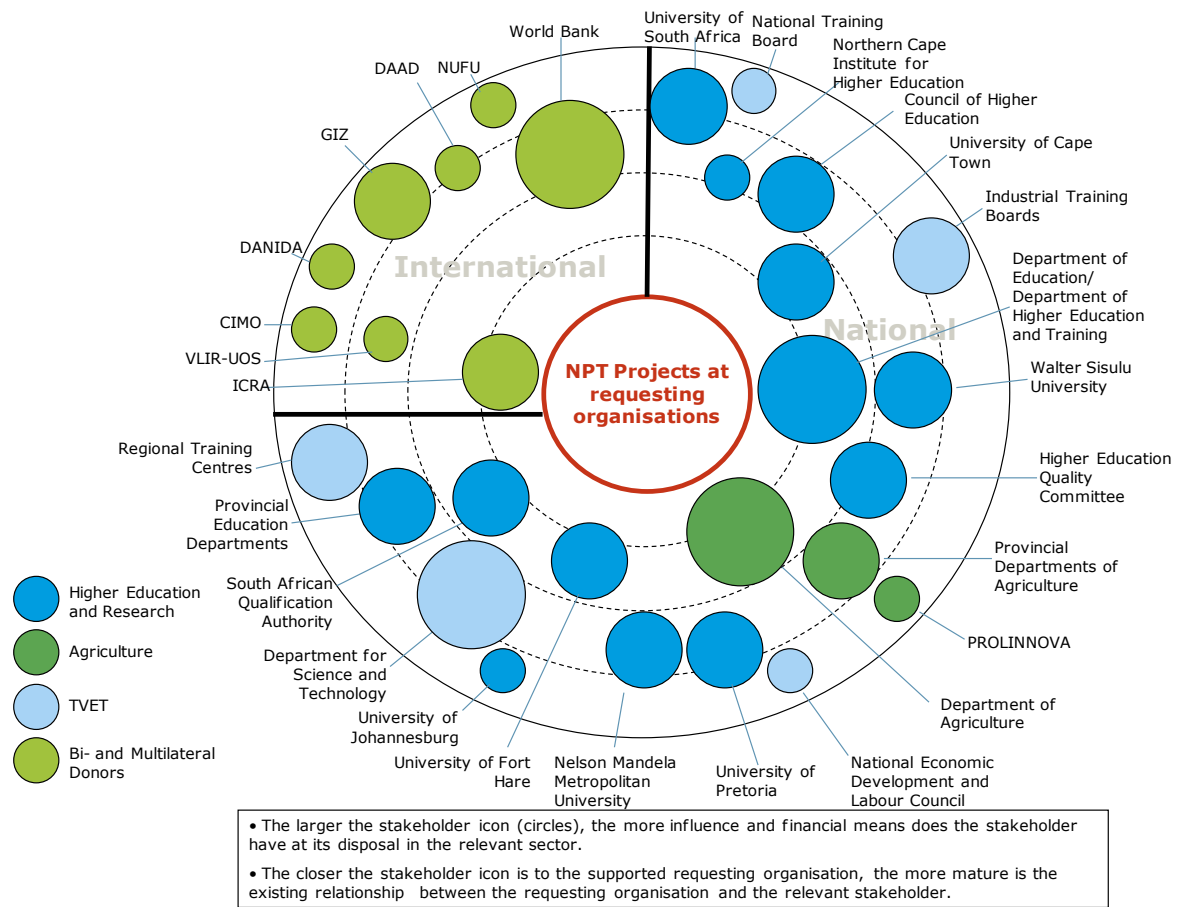 World Bank
NUFU
DAAD
GIZ
DANIDA
CIMO
VLIR-UOS
ICRA
International
University of
South Africa
National Training
Board
Northern Cape
Institute for
Higher Education
Council of Higher
Education
University of Cape
Town
Industrial Training
Boards
Department of
Education/
Department of
Higher Education
and Training
National
Walter Sisulu
University
Higher Education
Quality
Committee
Provincial
Departments of
Agriculture
PROLINNOVA
Department of
Agriculture
National Economic
Development and
Labour Council
University of
Pretoria
Nelson Mandela
Metropolitan
University
University of Fort
Hare
University of
Johannesburg
Department for
Science and
Technology
South African
Qualification
Authority
Provincial
Education
Departments
Regional Training
Centres
NPT Projects at
requesting
organisations
Higher Education
and Research
Agriculture
TVET
Bi- and Multilateral
Donors
• The larger the stakeholder icon (circles), the more influence and financial means does the stakeholder
have at its disposal in the relevant sector.
• The closer the stakeholder icon is to the supported requesting organisation, the more mature is the
existing relationship between the requesting organisation and the relevant stakeholder.